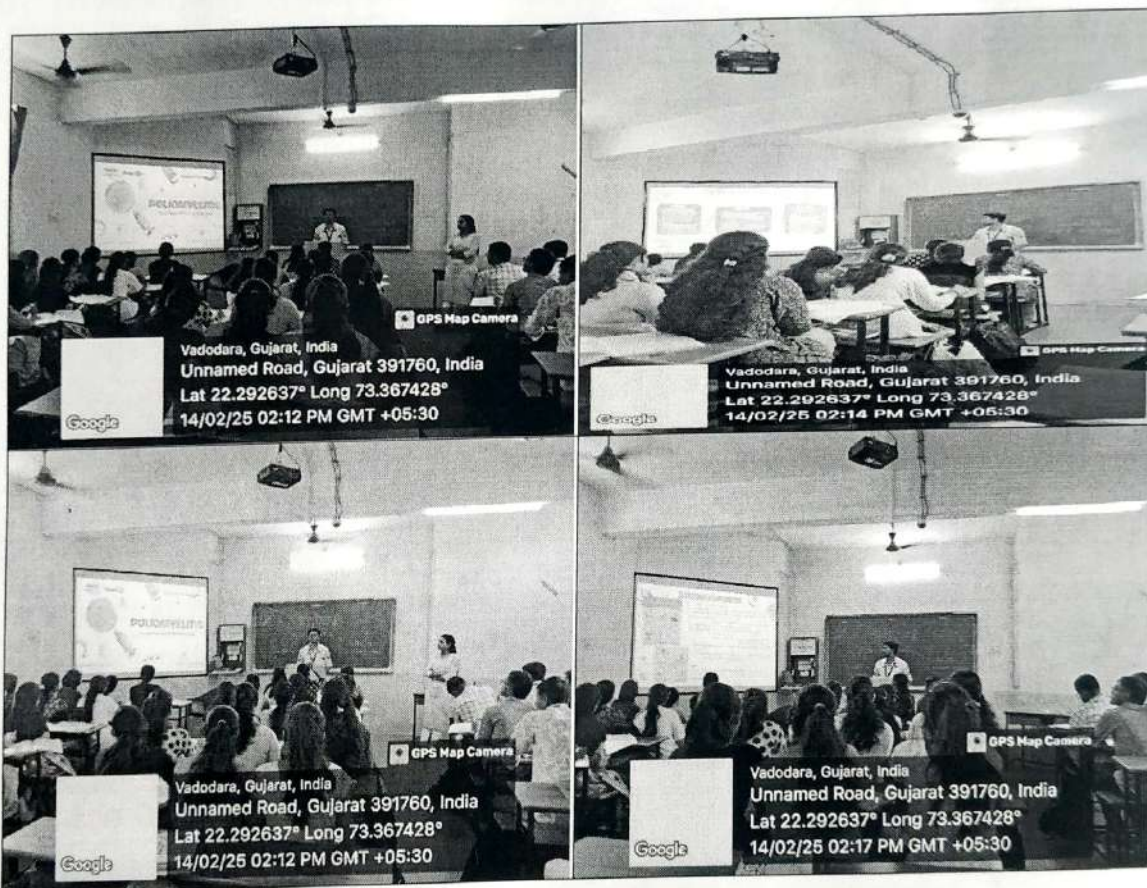 POLIOMYELITIS
GPS Map Camera
Vadodara, Gujarat, India
Unnamed Road, Gujarat 391760, India
Lat 22.292637° Long 73.367428°
14/02/25 02:12 PM GMT +05:30
Google
GPS Map Camera
Vadodara, Gujarat, India
Unnamed Road, Gujarat 391760, India
Lat 22.292637° Long 73.367428°
14/02/25 02:14 PM GMT +05:30
Google
POLIOMYELITIS
GPS Map Camera
Vadodara, Gujarat, India
Unnamed Road, Gujarat 391760, India
Lat 22.292637° Long 73.367428°
14/02/25 02:12 PM GMT +05:30
Google
GPS Map Camera
Vadodara, Gujarat, India
Unnamed Road, Gujarat 391760, India
Lat 22.292637° Long 73.367428°
14/02/25 02:17 PM GMT +05:30
Google